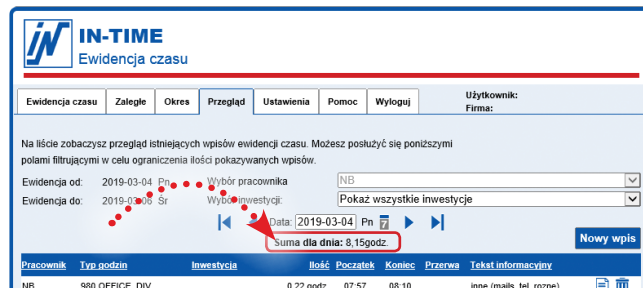 IN-TIME
Ewidencja czasu
Ewidencja czasu Zaległe Okres Przegląd Ustawienia Pomoc Wyloguj
Użytkownik:
Firma:
Na liście zobaczysz przegląd istniejących wpisów ewidencji czasu. Możesz posłużyć się poniższymi
polami filtrującymi w celu ograniczenia ilości pokazywanych wpisów.
Ewidencja od: 2019-03-04 Pn Wybór pracownika NB
Ewidencja do: 2019-03-06 Śr Wybór inwestycji: Pokaż wszystkie inwestycje
Data: 2019-03-04 Pn 7
Suma dla dnia: 8,15godz.
Nowy wpis
Pracownik Typ godzin Inwestycja Ilość Początek Koniec Przerwa Tekst informacyjny
NB 980 OFFICE, DIV 0,22 godz. 07:57 08:10 inne (mails, tel, rozne)